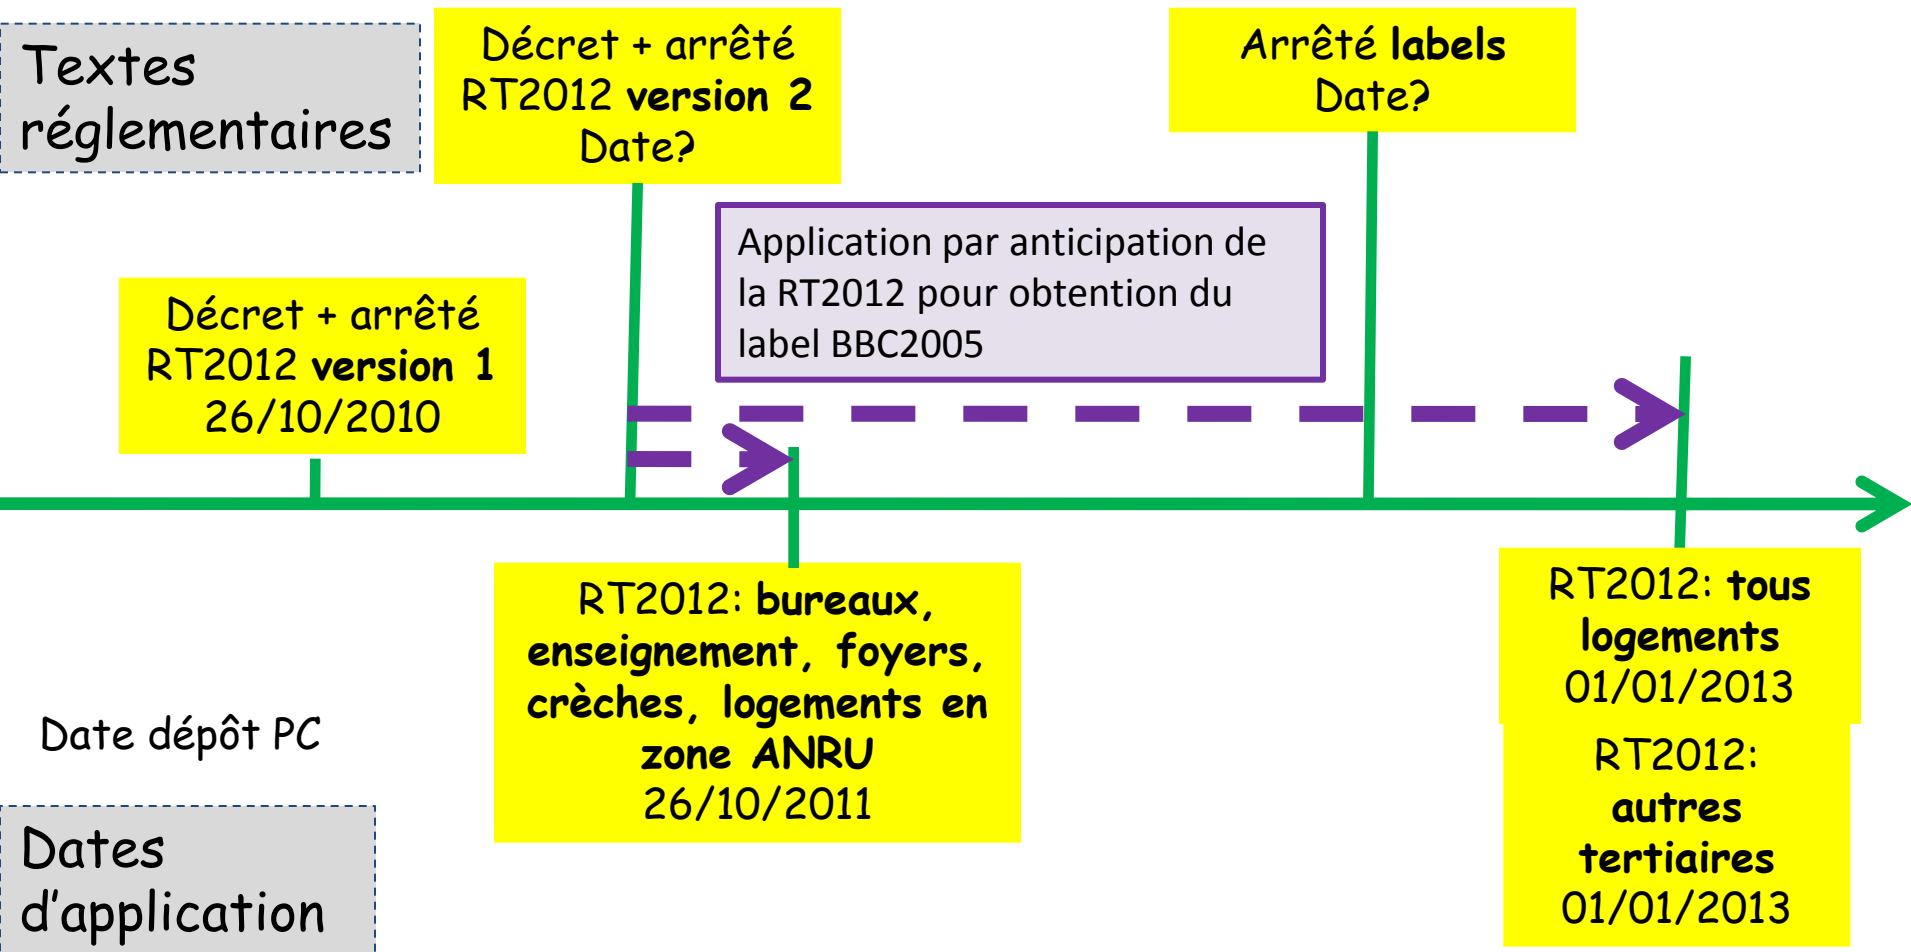 Textes
réglementaires
Décret + arrêté
RT2012 version 2
Date?
Arrêté labels
Date?
Application par anticipation de
la RT2012 pour obtention du
label BBC2005
Décret + arrêté
RT2012 version 1
26/10/2010
RT2012: bureaux,
enseignement, foyers,
crèches, logements en
zone ANRU
26/10/2011
RT2012: tous
logements
01/01/2013
RT2012:
autres
tertiaires
01/01/2013
Date dépôt PC
Dates
d'application